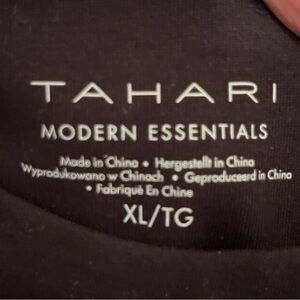 TAHARI
MODERN ESSENTIALS
Made in China • Hergestellt in China
Wyprodukowano w Chinach • Geproduceerd in China
• Fabriqué En Chine
XL/TG